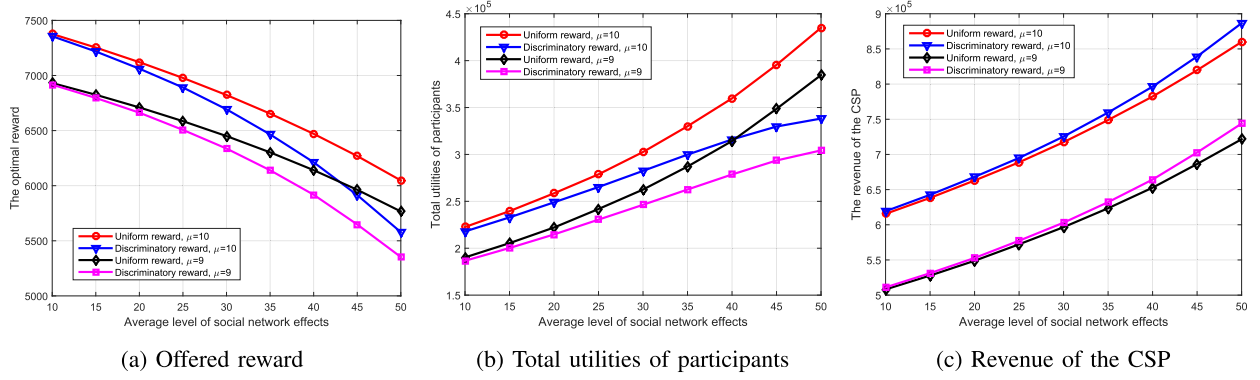 7500
7000
6500
6000
5500
5000
The optimal reward
Uniform reward, μ=10
Discriminatory reward, μ=10
Uniform reward, μ=9
Discriminatory reward, μ=9
10 15 20 25 30 35 40 45 50
Average level of social network effects
(a) Offered reward
×10⁵
4.5
4
3.5
3
2.5
2
1.5
Total utilities of participants
Uniform reward, μ=10
Discriminatory reward, μ=10
Uniform reward, μ=9
Discriminatory reward, μ=9
10 15 20 25 30 35 40 45 50
Average level of social network effects
(b) Total utilities of participants
×10⁵
9
8.5
8
7.5
7
6.5
6
5.5
5
The revenue of the CSP
Uniform reward, μ=10
Discriminatory reward, μ=10
Uniform reward, μ=9
Discriminatory reward, μ=9
10 15 20 25 30 35 40 45 50
Average level of social network effects
(c) Revenue of the CSP